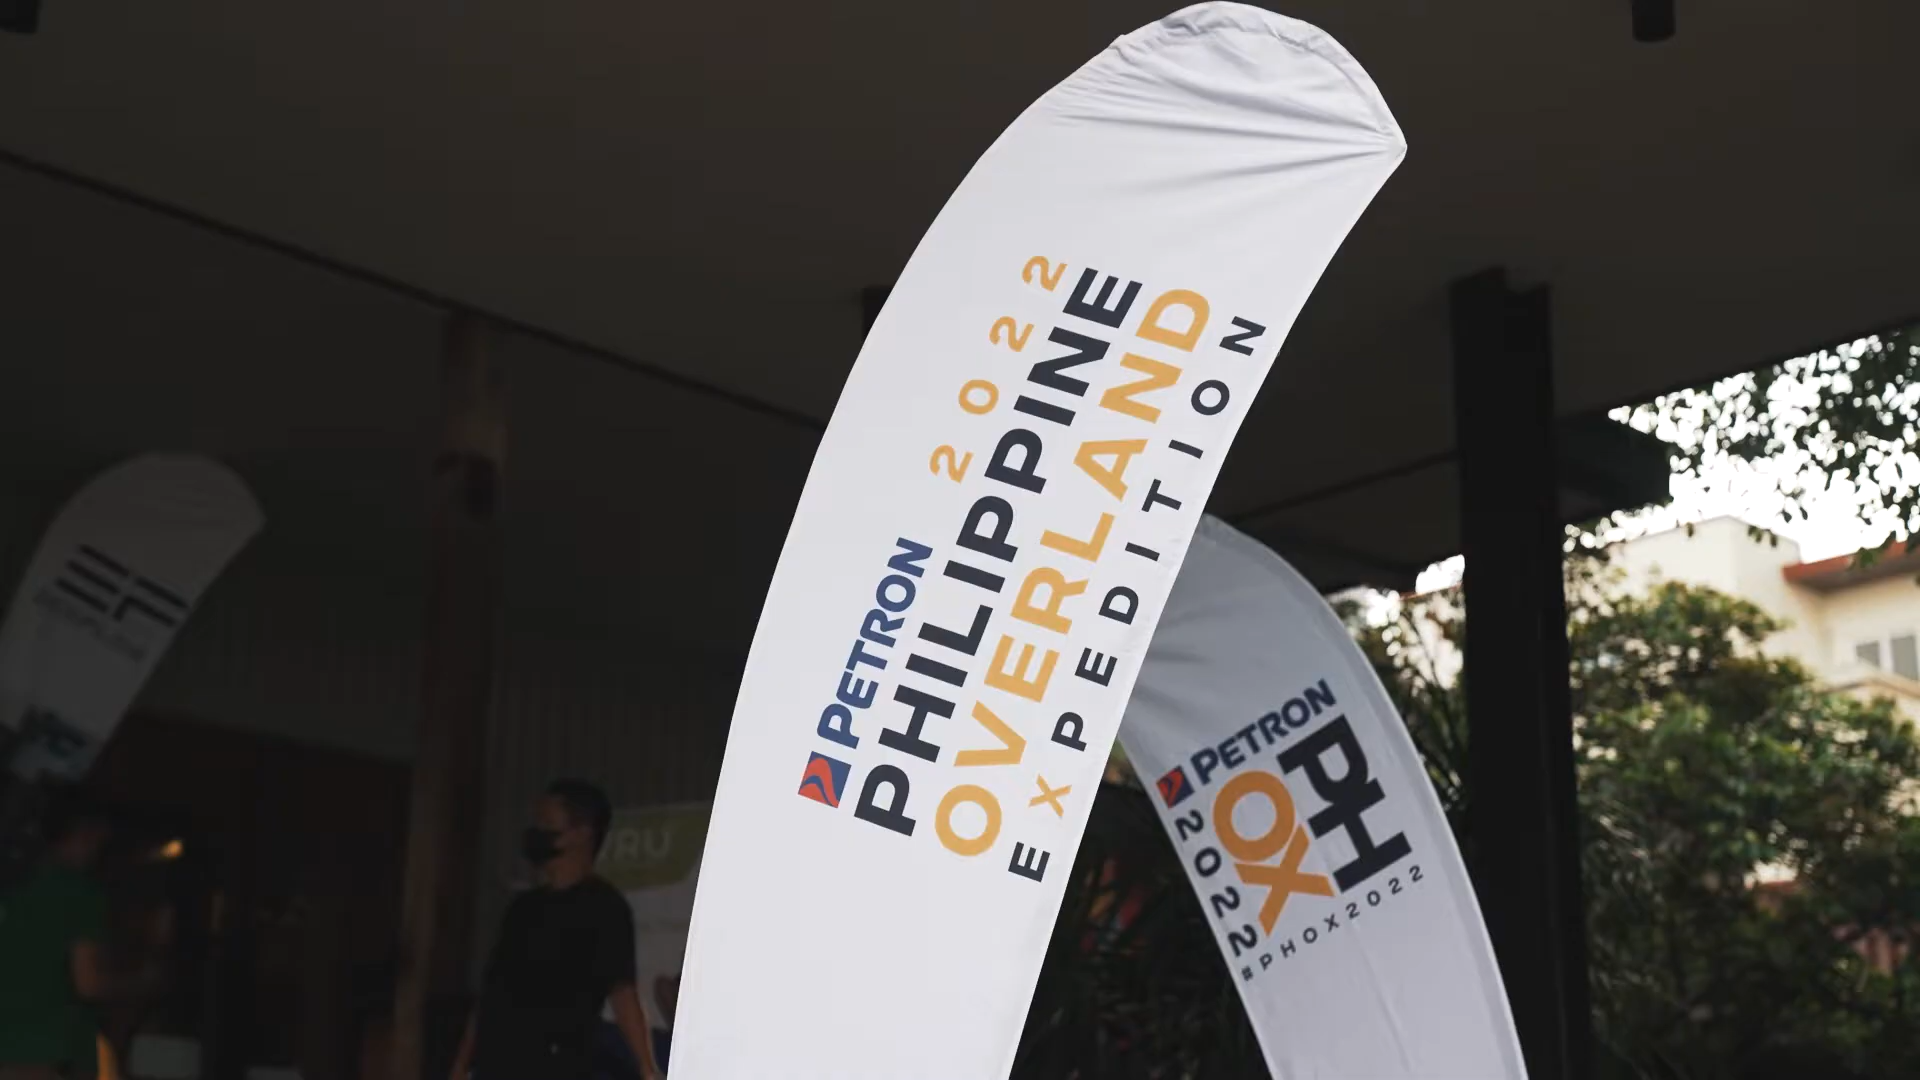 PETRON 2022
PHILIPPINE
OVERLAND
EXPEDITION
PETRON
PH
OX
2022
#PHOX2022